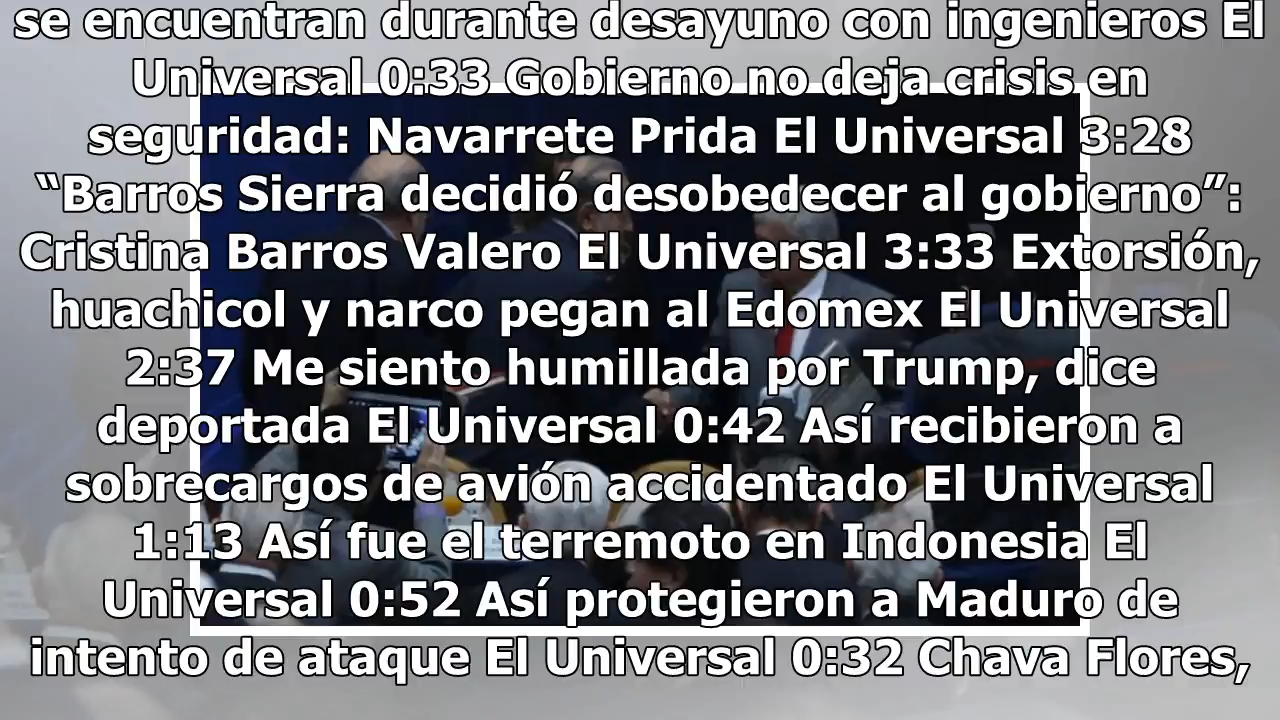 se encuentran durante desayuno con ingenieros El
Universal 0:33 Gobierno no deja crisis en
seguridad: Navarrete Prida El Universal 3:28
“Barros Sierra decidió desobedecer al gobierno”:
Cristina Barros Valero El Universal 3:33 Extorsión,
huachicol y narco pegan al Edomex El Universal
2:37 Me siento humillada por Trump, dice
deportada El Universal 0:42 Así recibieron a
sobrecargos de avión accidentado El Universal
1:13 Así fue el terremoto en Indonesia El
Universal 0:52 Así protegieron a Maduro de
intento de ataque El Universal 0:32 Chava Flores,